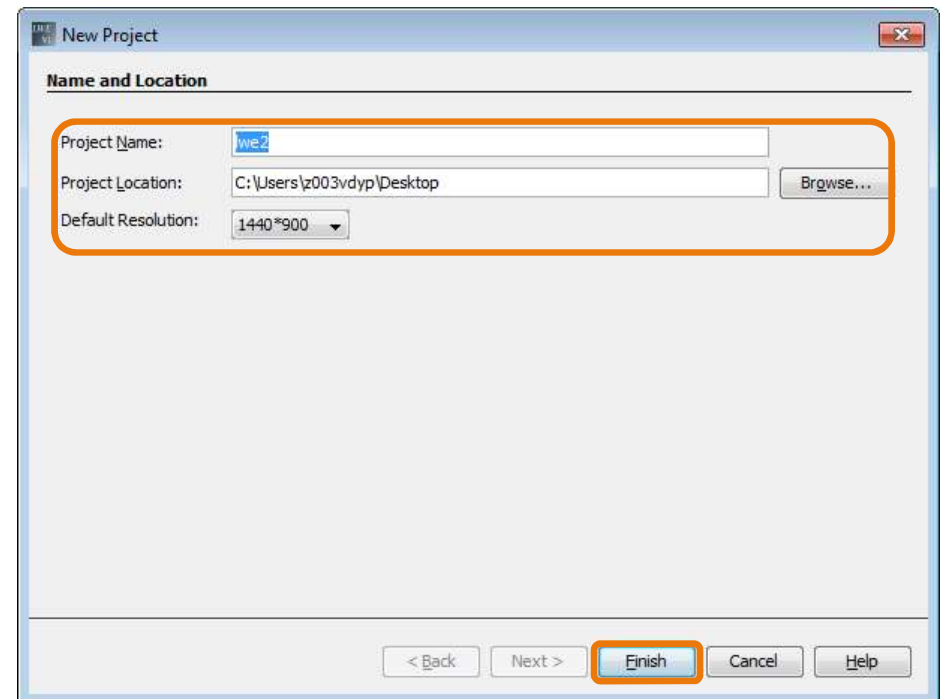 New Project
Name and Location
Project Name:
lwe2
Project Location: C:\Users\z003vdyp\Desktop Browse...
Default Resolution: 1440*900
< Back Next > Finish Cancel Help